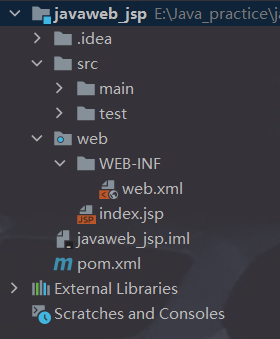 javaweb_jsp E:\Java_practice\j
.idea
src
main
test
web
WEB-INF
web.xml
index.jsp
javaweb_jsp.iml
pom.xml
External Libraries
Scratches and Consoles